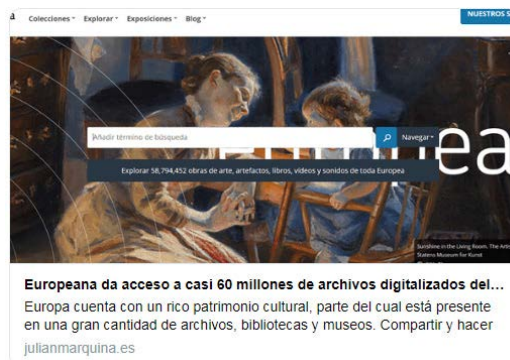 Colecciones Explorar Exposiciones Blog
NUESTROS
Añadir término de búsqueda
Navegar
Explorar 58,794,452 obras de arte, artefactos, libros, vídeos y sonidos de toda Europea
Sunshine in the Living Room. The
Statens Museum for Kunst
Europeana da acceso a casi 60 millones de archivos digitalizados del...
Europa cuenta con un rico patrimonio cultural, parte del cual está presente
en una gran cantidad de archivos, bibliotecas y museos. Compartir y hacer
julianmarquina.es